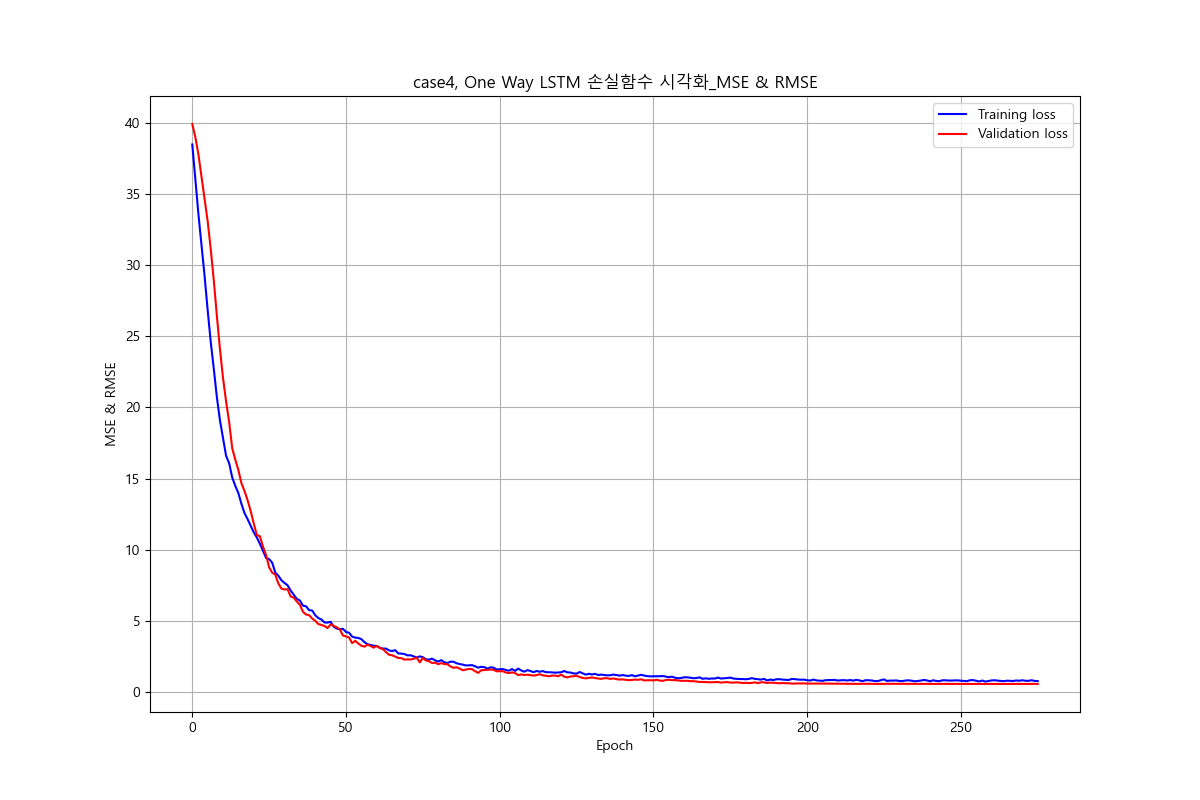 case4, One Way LSTM 손실함수 시각화_MSE & RMSE
Training loss
Validation loss
MSE & RMSE
40
35
30
25
20
15
10
5
0
0 50 100 150 200 250
Epoch